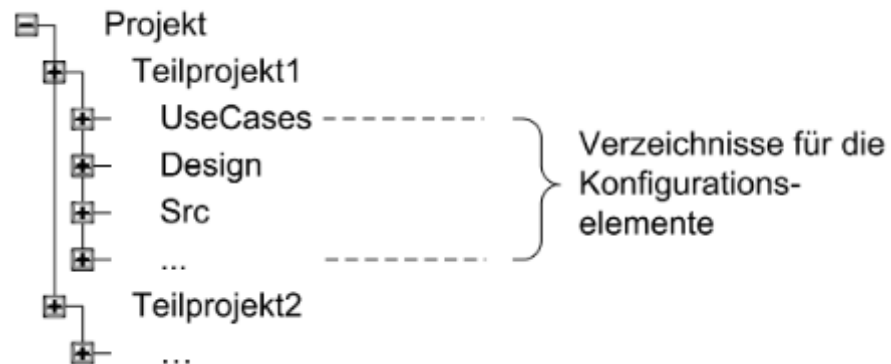 Projekt
Teilprojekt1
UseCases
Design
Src
...
Teilprojekt2
...
Verzeichnisse für die
Konfigurations-
elemente